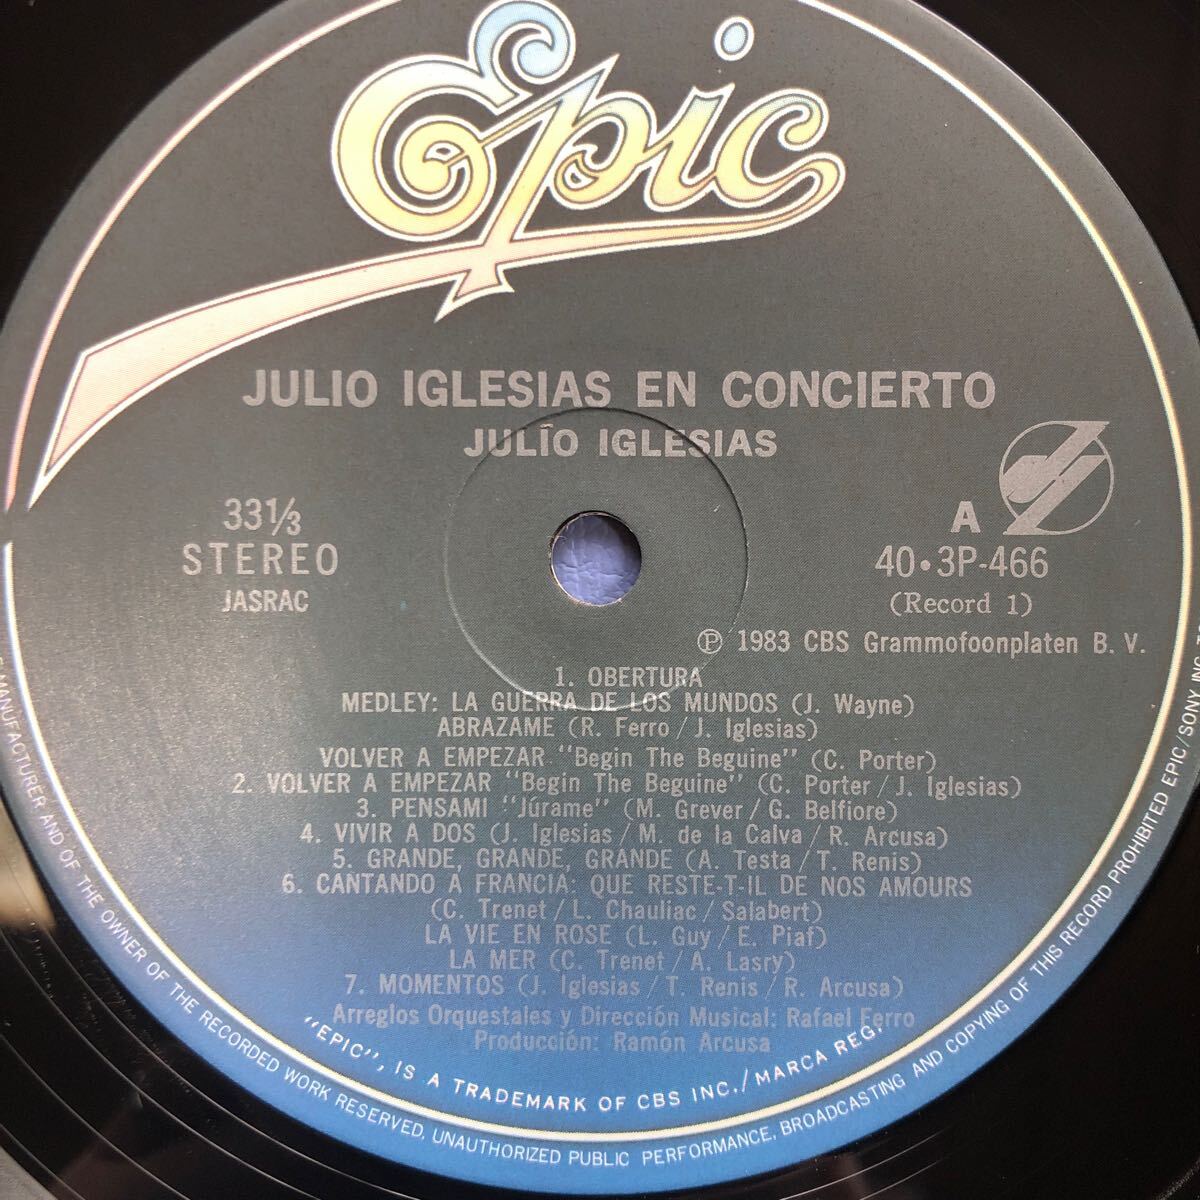 Epic
JULIO IGLESIAS EN CONCIERTO
JULIO IGLESIAS
33⅓
STEREO
JASRAC
A
40・3P-466
(Record 1)
Ⓟ 1983 CBS Grammofoonplaten B. V.
1. OBERTURA
MEDLEY: LA GUERRA DE LOS MUNDOS (J. Wayne)
ABRAZAME (R. Ferro / J. Iglesias)
VOLVER A EMPEZAR "Begin The Beguine" (C. Porter)
2. VOLVER A EMPEZAR "Begin The Beguine" (C. Porter / J. Iglesias)
3. PENSAMI "Júrame" (M. Grever / G. Belfiore)
4. VIVIR A DOS (J. Iglesias / M. de la Calva / R. Arcusa)
5. GRANDE, GRANDE, GRANDE (A. Testa / T. Renis)
6. CANTANDO A FRANCIA: QUE RESTE-T-IL DE NOS AMOURS
(C. Trenet / L. Chauliac / Salabert)
LA VIE EN ROSE (L. Guy / E. Piaf)
LA MER (C. Trenet / A. Lasry)
7. MOMENTOS (J. Iglesias / T. Renis / R. Arcusa)
Arreglos Orquestales y Dirección Musical: Rafael Ferro
Producción: Ramón Arcusa
"EPIC", IS A TRADEMARK OF CBS INC./MARCA REG.
MANUFACTURER AND OF THE OWNER OF THE RECORDED WORK RESERVED, UNAUTHORIZED PUBLIC PERFORMANCE, BROADCASTING AND COPYING OF THIS RECORD PROHIBITED EPIC/SONY INC.